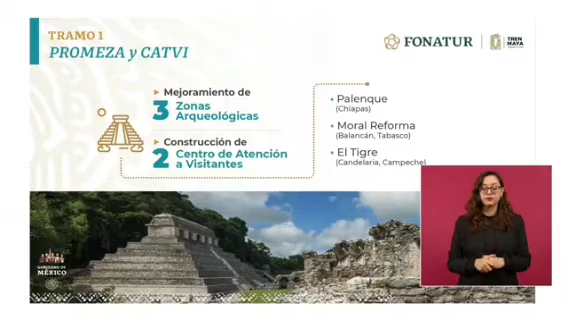 TRAMO 1
PROMEZA y CATVI
FONATUR
TREN
MAYA
Mejoramiento de
3 Zonas
Arqueológicas
Construcción de
2 Centro de Atención
a Visitantes
• Palenque
(Chiapas)
• Moral Reforma
(Balancán, Tabasco)
• El Tigre
(Candelaria, Campeche)
GOBIERNO DE
MÉXICO